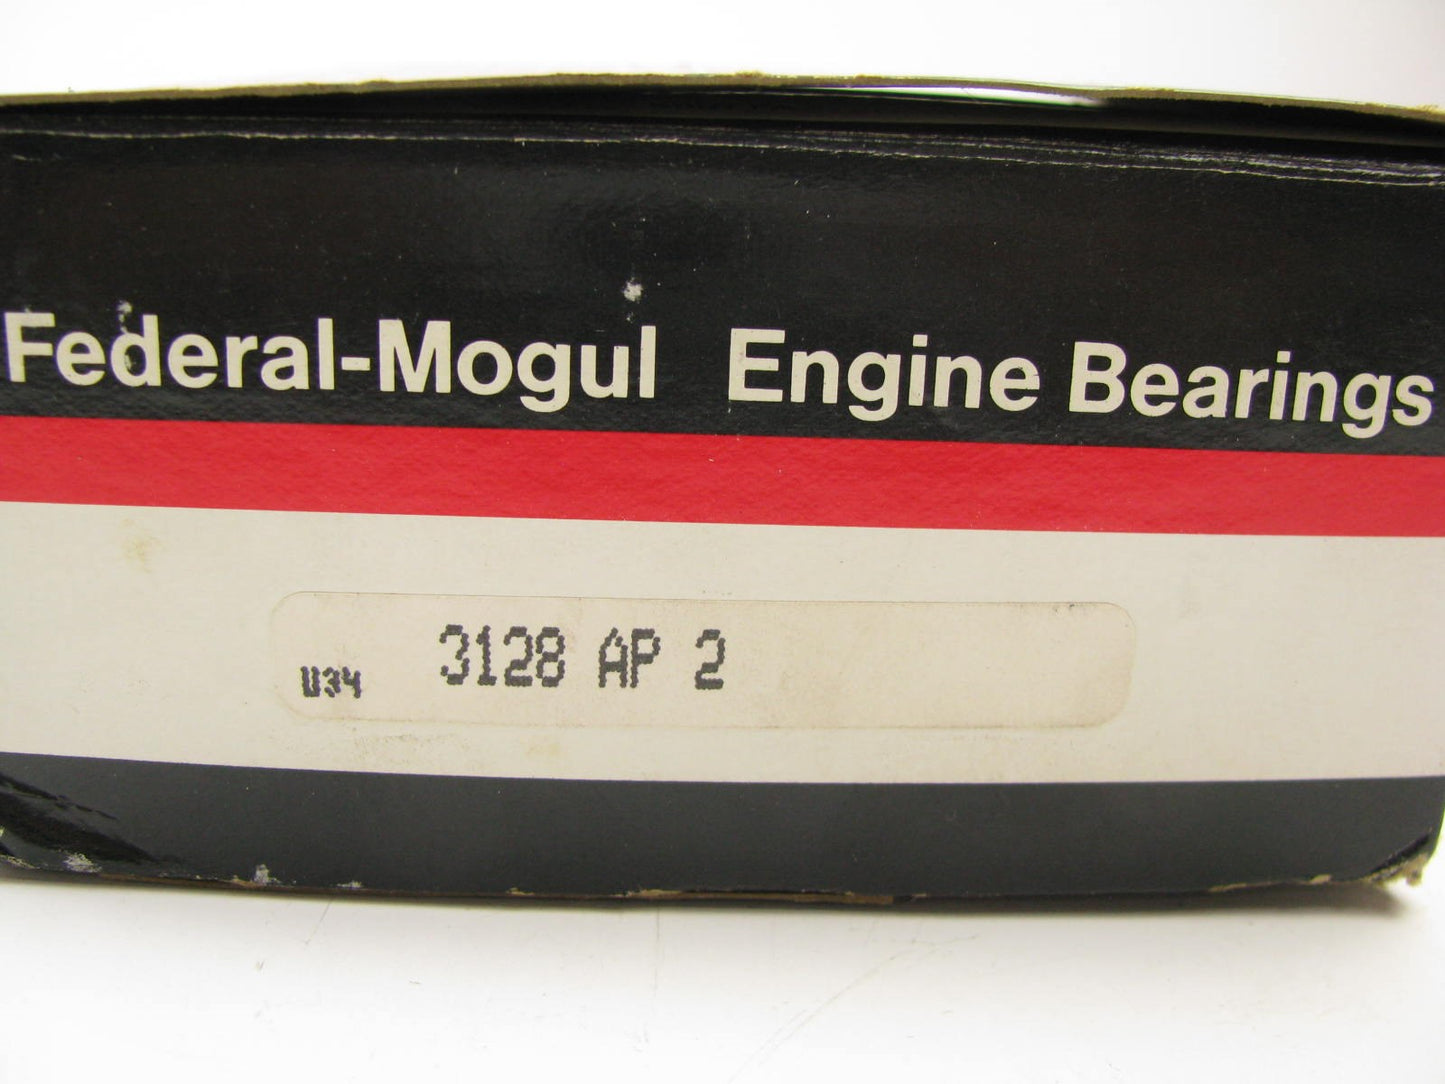 Federal-Mogul Engine Bearings
U34 3128 AP 2